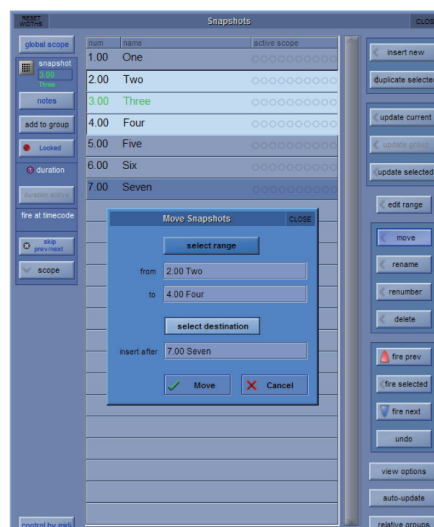 RESET
WIDTHS
Snapshots
CLOSE
global scope
snapshot
3.00
Three
notes
add to group
Locked
duration
duration active
fire at timecode
skip
prev/next
scope
control by midi
num name active scope
1.00 One
2.00 Two
3.00 Three
4.00 Four
5.00 Five
6.00 Six
7.00 Seven
Move Snapshots CLOSE
select range
from 2.00 Two
to 4.00 Four
select destination
insert after 7.00 Seven
Move Cancel
insert new
duplicate selected
update current
update group
update selected
edit range
move
rename
renumber
delete
fire prev
fire selected
fire next
undo
view options
auto-update
relative groups